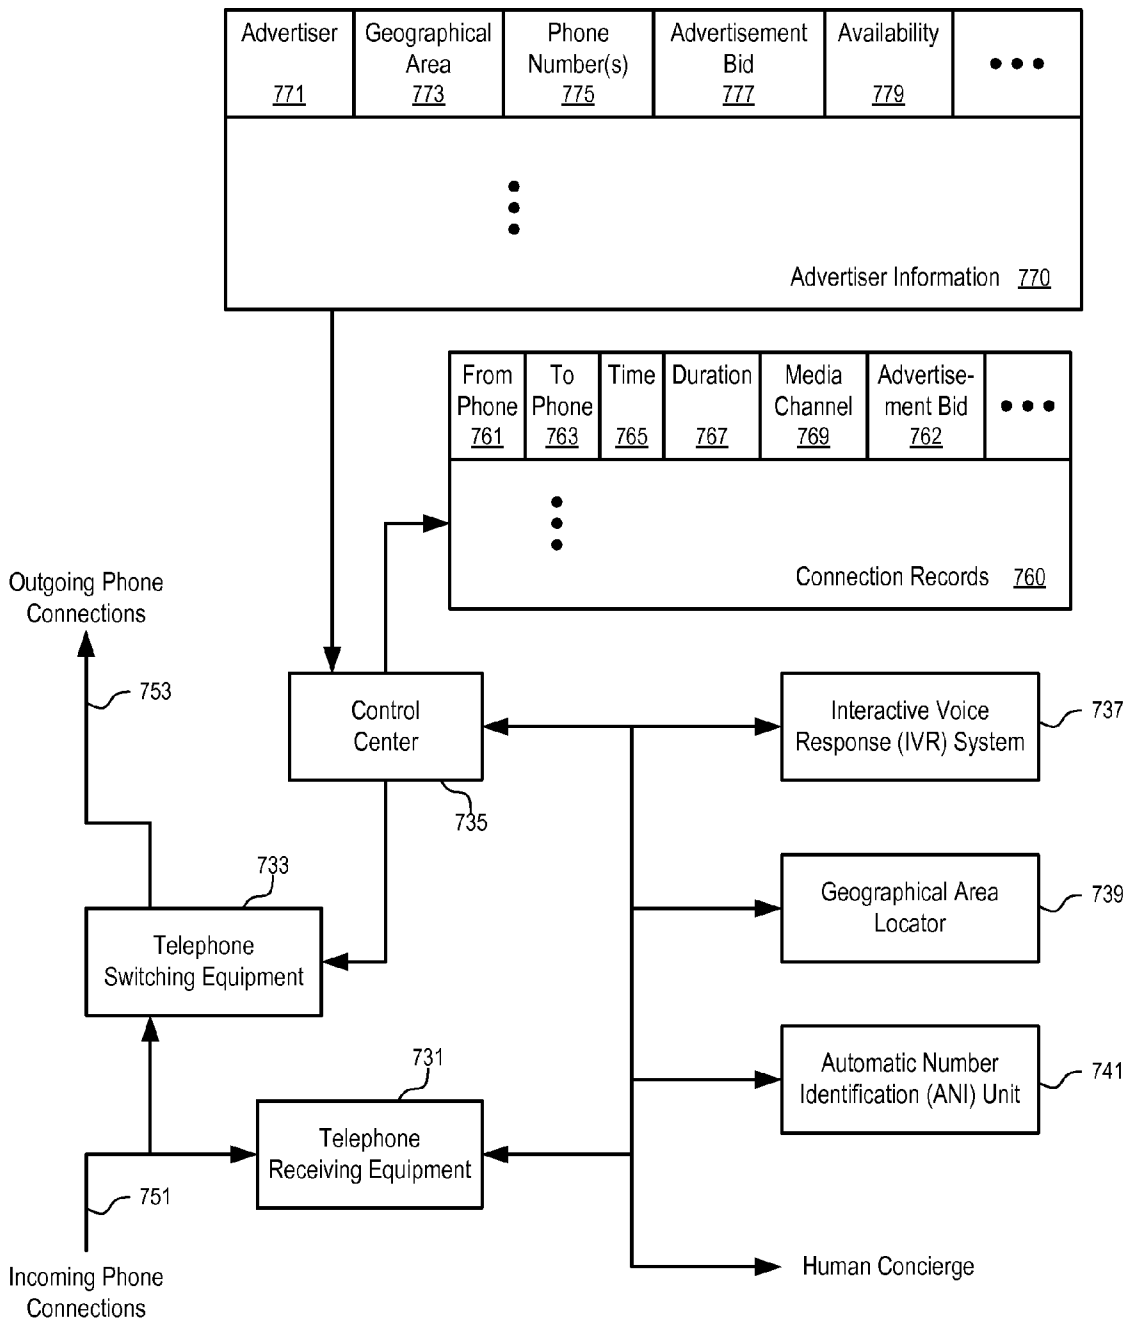 Advertiser
771
Geographical
Area
773
Phone
Number(s)
775
Advertisement
Bid
777
Availability
779
Advertiser Information 770
From
Phone
761
To
Phone
763
Time
765
Duration
767
Media
Channel
769
Advertise-
ment Bid
762
Connection Records 760
Outgoing Phone
Connections
753
Control
Center
735
Interactive Voice
Response (IVR) System
737
733
Telephone
Switching Equipment
Geographical Area
Locator
739
731
Telephone
Receiving Equipment
Automatic Number
Identification (ANI) Unit
741
751
Incoming Phone
Connections
Human Concierge